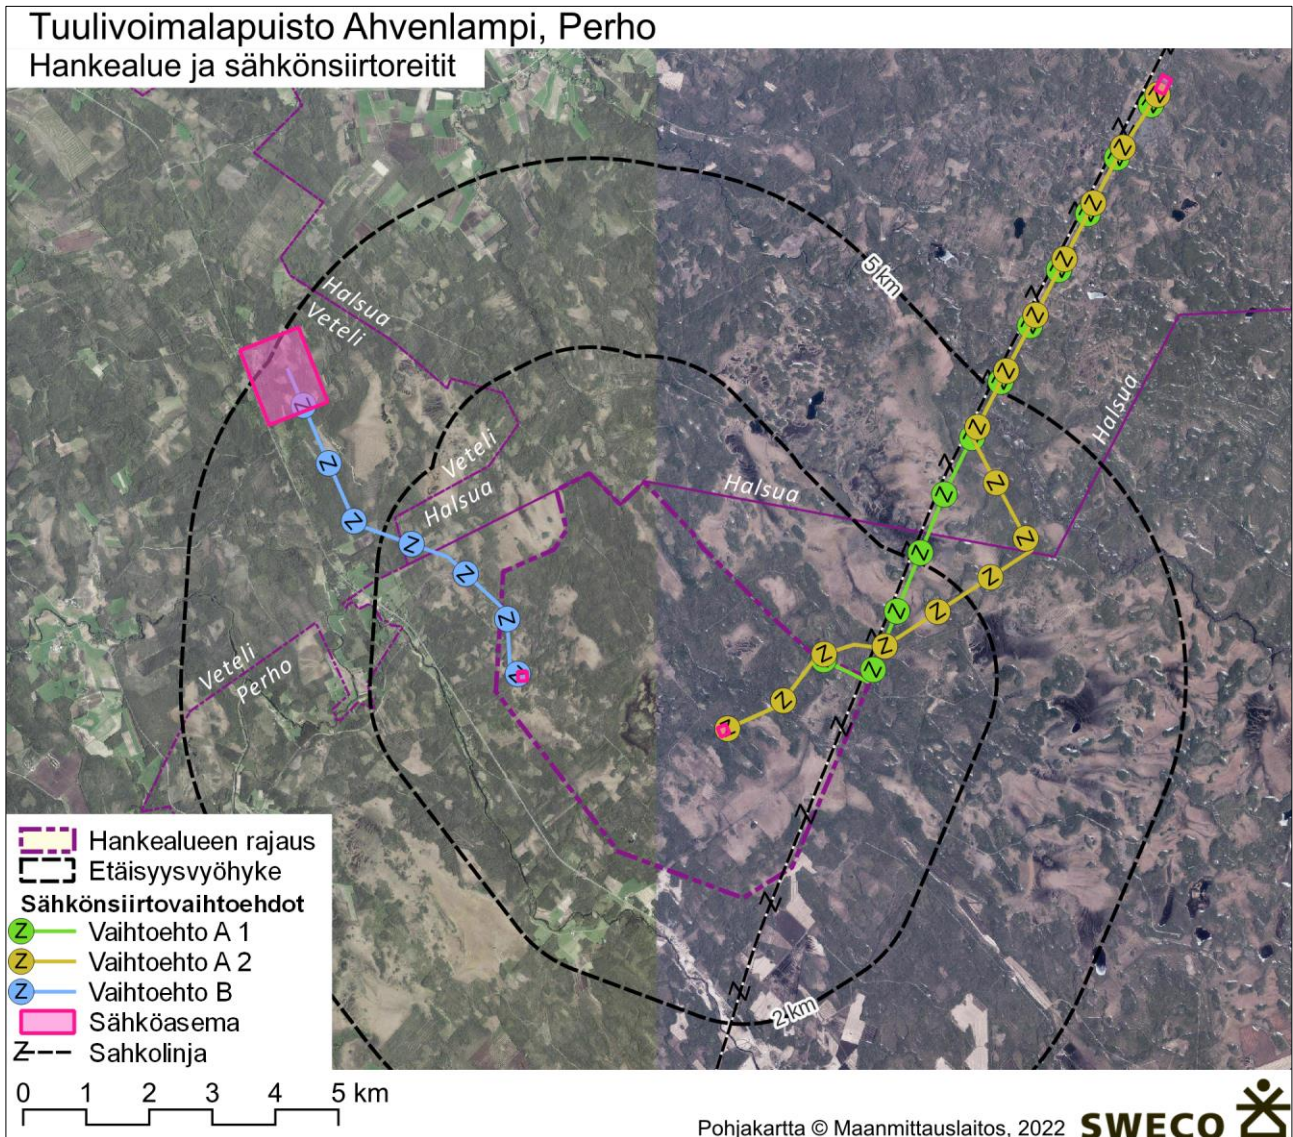 Tuulivoimalapuisto Ahvenlampi, Perho
Hankealue ja sähkönsiirtoreitit
5 km
Halsua
Veteli
Halsua
Veteli
Halsua
Halsua
Veteli
Perho
2 km
Hankealueen rajaus
Etäisyysvyöhyke
Sähkönsiirtovaihtoehdot
Z Vaihtoehto A 1
Z Vaihtoehto A 2
Z Vaihtoehto B
Sähköasema
Z Sahkolinja
0 1 2 3 4 5 km
Pohjakartta © Maanmittauslaitos, 2022 SWECO